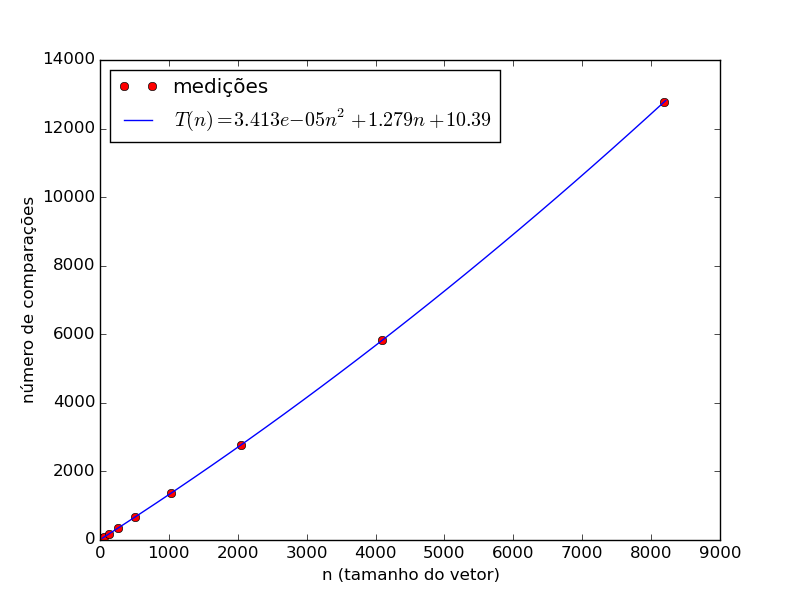 14000
12000
10000
8000
6000
4000
2000
0
número de comparações
medições
T(n)=3.413e−05n² +1.279n+10.39
0 1000 2000 3000 4000 5000 6000 7000 8000 9000
n (tamanho do vetor)